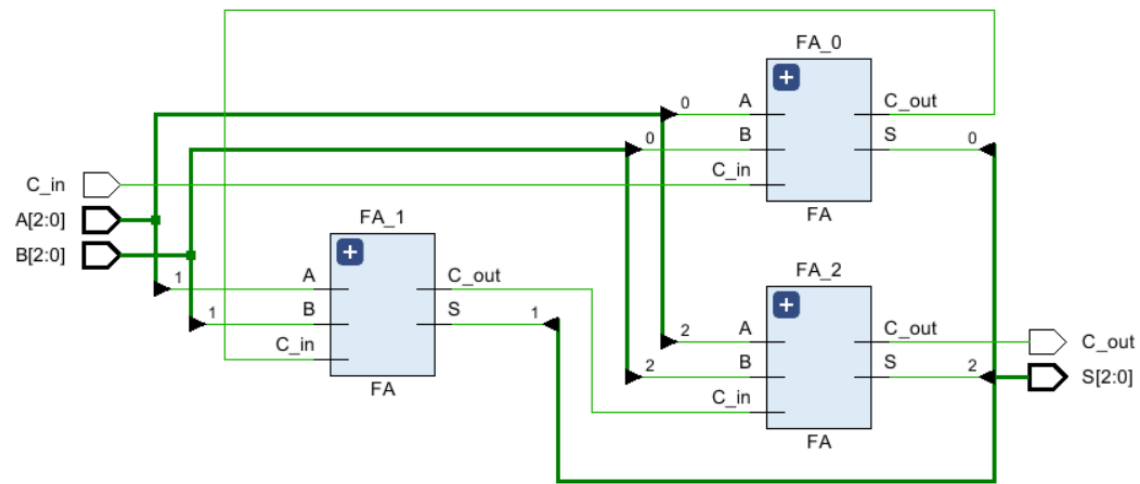 FA_0
0 A C_out
0 B S 0
C_in C_in
FA
A[2:0]
B[2:0]
FA_1
1 A C_out
1 B S 1
C_in
FA
FA_2
2 A C_out C_out
2 B S 2 S[2:0]
C_in
FA